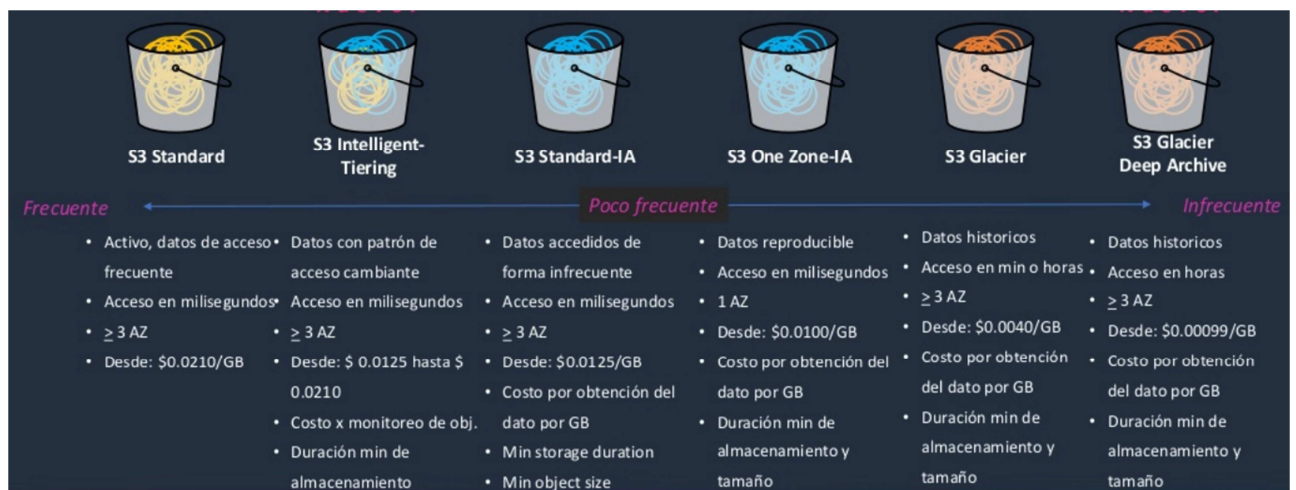 S3 Standard
S3 Intelligent-
Tiering
S3 Standard-IA
S3 One Zone-IA
S3 Glacier
S3 Glacier
Deep Archive
Frecuente
Poco frecuente
Infrecuente
• Activo, datos de acceso
frecuente
• Acceso en milisegundos
• ≥ 3 AZ
• Desde: $0.0210/GB
• Datos con patrón de
acceso cambiante
• Acceso en milisegundos
• ≥ 3 AZ
• Desde: $ 0.0125 hasta $
0.0210
• Costo x monitoreo de obj.
• Duración min de
almacenamiento
• Datos accedidos de
forma infrecuente
• Acceso en milisegundos
• ≥ 3 AZ
• Desde: $0.0125/GB
• Costo por obtención del
dato por GB
• Min storage duration
• Min object size
• Datos reproducible
• Acceso en milisegundos
• 1 AZ
• Desde: $0.0100/GB
• Costo por obtención del
dato por GB
• Duración min de
almacenamiento y
tamaño
• Datos historicos
• Acceso en min o horas
• ≥ 3 AZ
• Desde: $0.0040/GB
• Costo por obtención
del dato por GB
• Duración min de
almacenamiento y
tamaño
• Datos historicos
• Acceso en horas
• ≥ 3 AZ
• Desde: $0.00099/GB
• Costo por obtención
del dato por GB
• Duración min de
almacenamiento y
tamaño